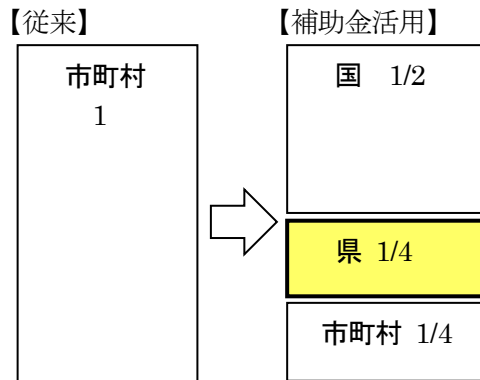 【従来】
市町村
1
【補助金活用】
国 1/2
県 1/4
市町村 1/4